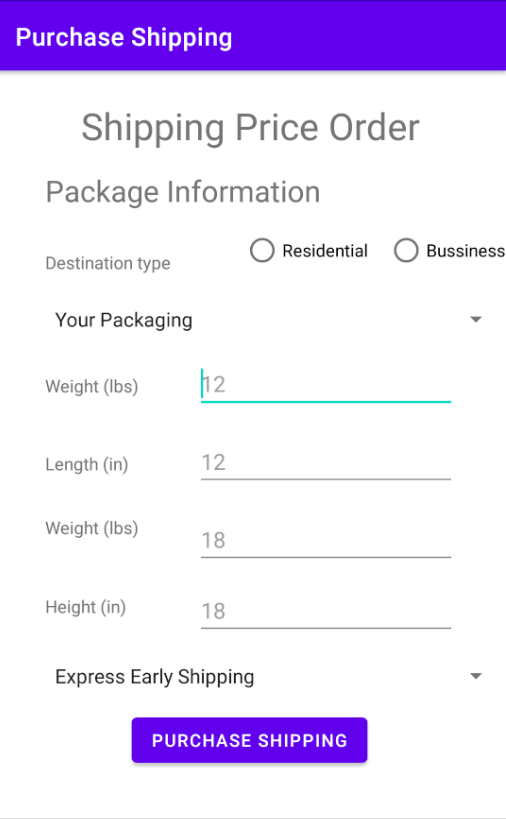 Purchase Shipping
Shipping Price Order
Package Information
Destination type Residential Bussiness
Your Packaging
Weight (lbs) 12
Length (in) 12
Weight (lbs) 18
Height (in) 18
Express Early Shipping
PURCHASE SHIPPING